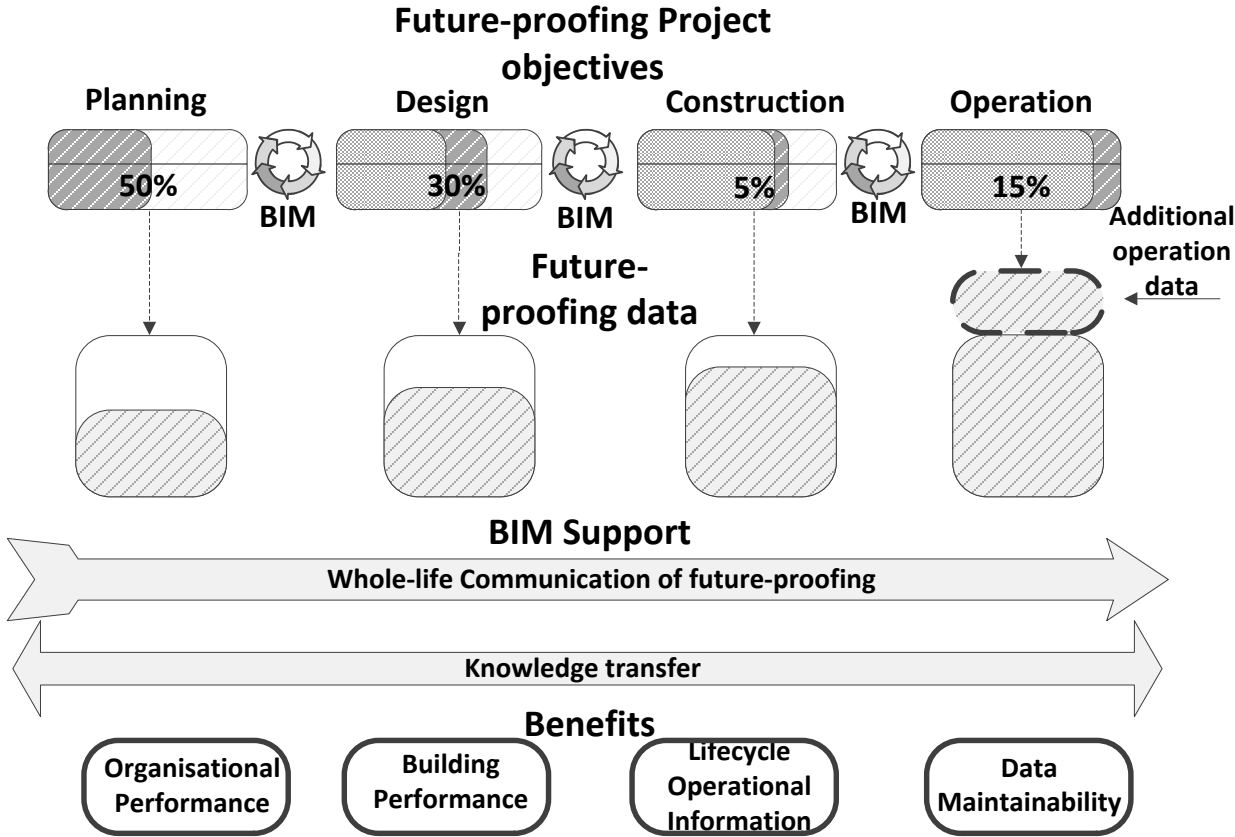 Future-proofing Project
objectives
Planning
Design
Construction
Operation
50%
BIM
30%
BIM
5%
BIM
15%
Additional
operation
data
Future-
proofing data
BIM Support
Whole-life Communication of future-proofing
Knowledge transfer
Benefits
Organisational
Performance
Building
Performance
Lifecycle
Operational
Information
Data
Maintainability